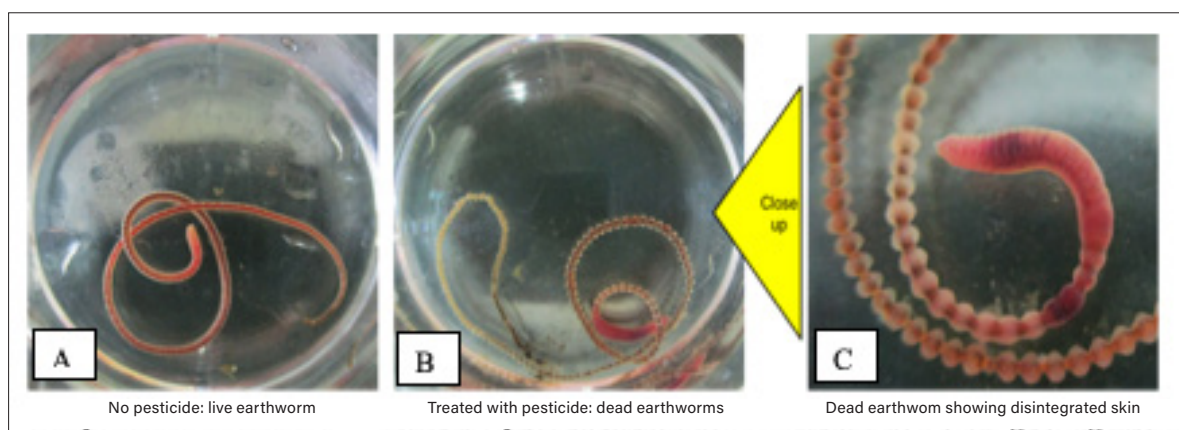 A
B
Close
up
C
No pesticide: live earthworm
Treated with pesticide: dead earthworms
Dead earthwom showing disintegrated skin